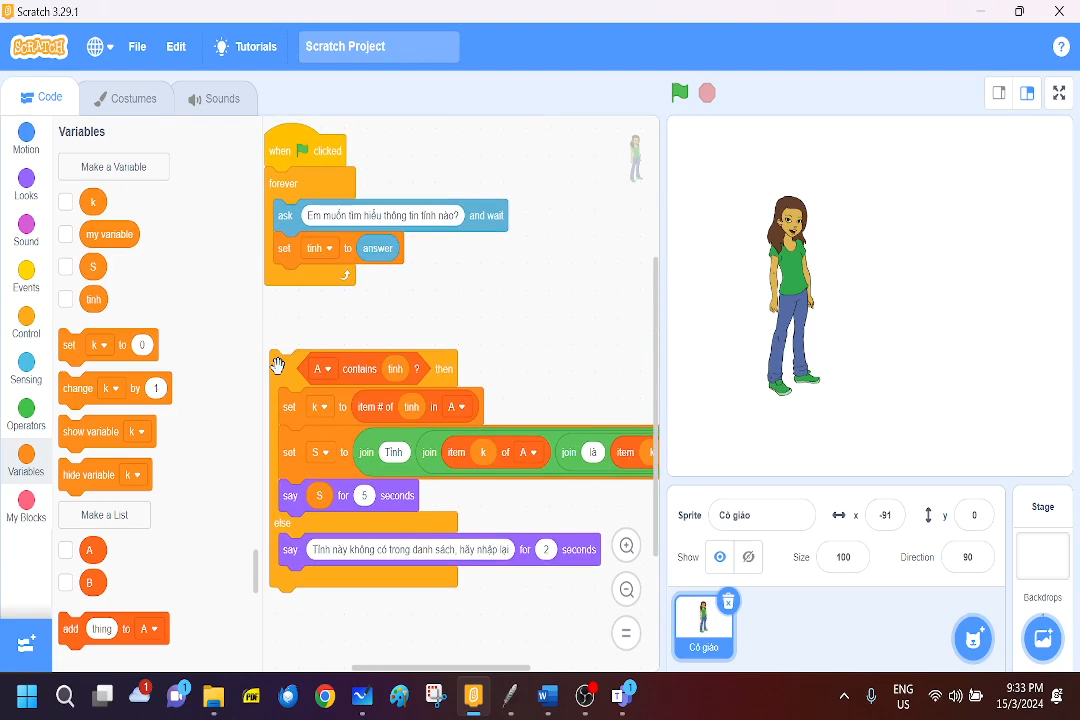 Scratch 3.29.1
SCRATCH File Edit Tutorials Scratch Project ?
Code Costumes Sounds
Motion
Looks
Sound
Events
Control
Sensing
Operators
Variables
My Blocks
Variables
Make a Variable
k
my variable
S
tinh
set k to 0
change k by 1
show variable k
hide variable k
Make a List
A
B
add thing to A
when clicked
forever
ask Em muốn tìm hiểu thông tin tỉnh nào? and wait
set tinh to answer
if A contains tinh ? then
set k to item # of tinh in A
set S to join Tỉnh join item k of A join là item k
say S for 5 seconds
else
say Tỉnh này không có trong danh sách, hãy nhập lại for 2 seconds
Sprite Cô giáo x -91 y 0
Show Size 100 Direction 90
Cô giáo
Stage
Backdrops
1
1
PDF
1
ENG
US
9:33 PM
15/3/2024